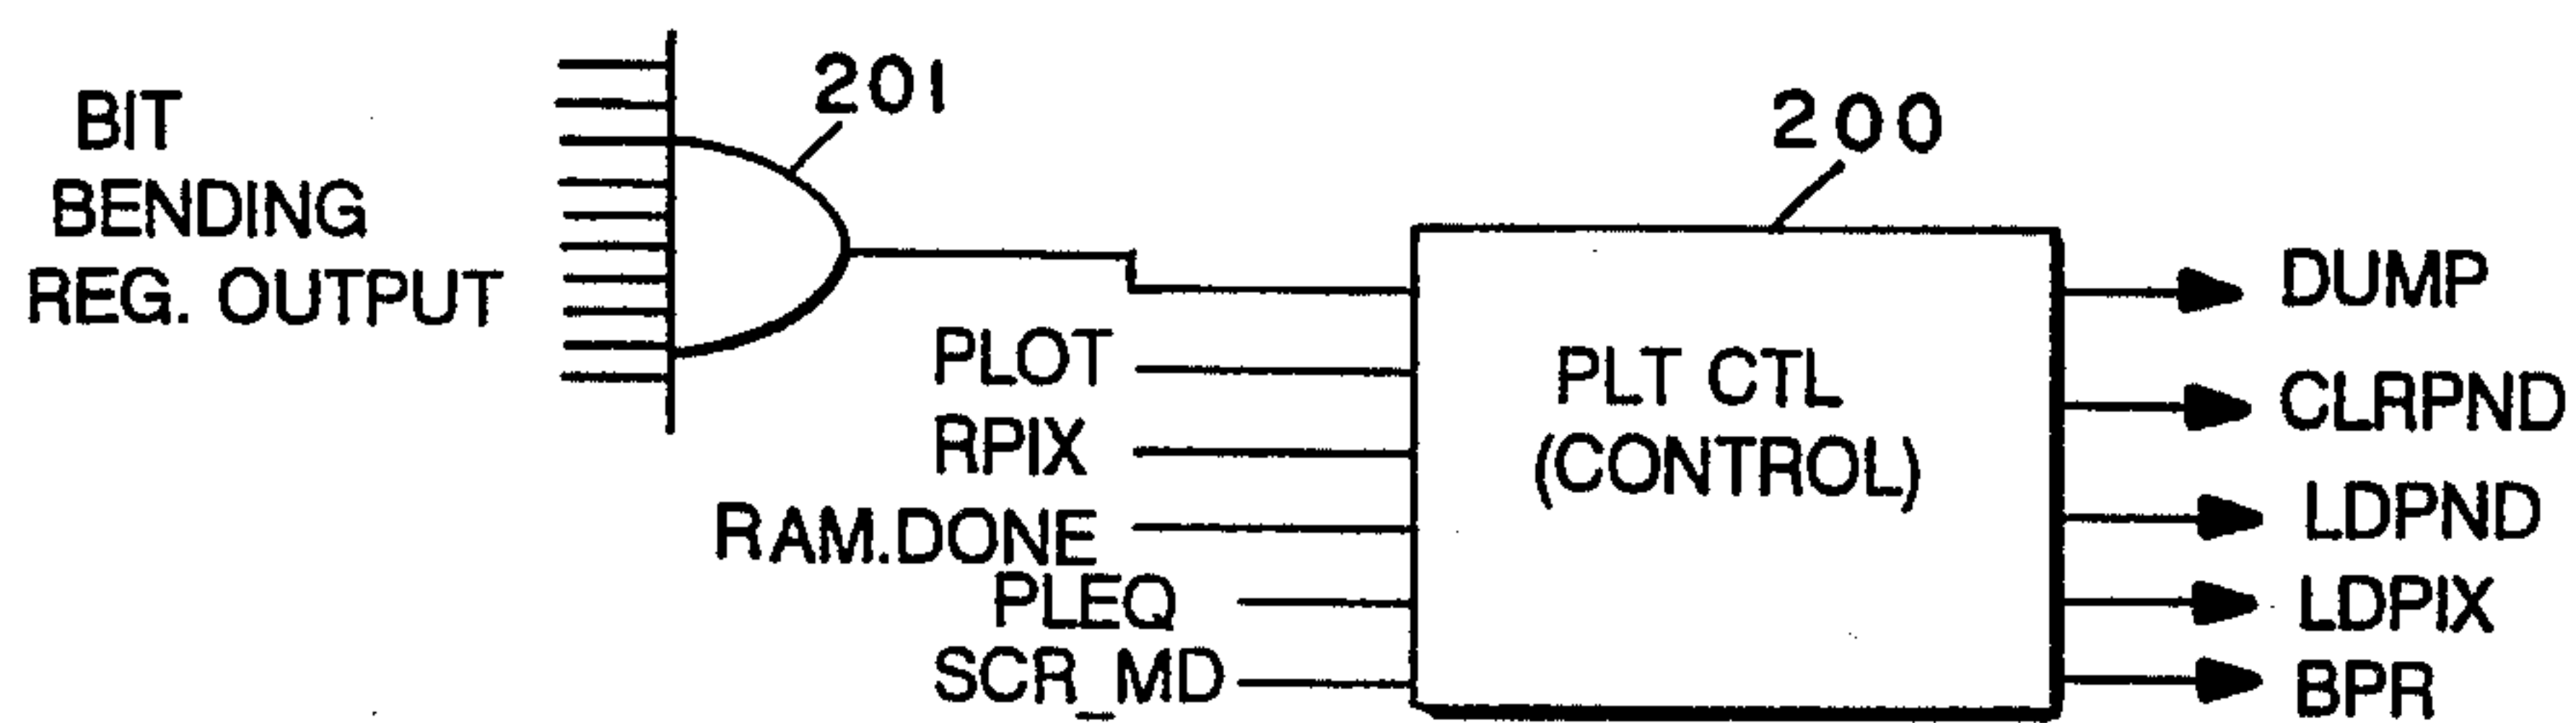 BIT
BENDING
REG. OUTPUT
201
200
PLOT
RPIX
RAM.DONE
PLEQ
SCR_MD
PLT CTL
(CONTROL)
DUMP
CLRPND
LDPND
LDPIX
BPR